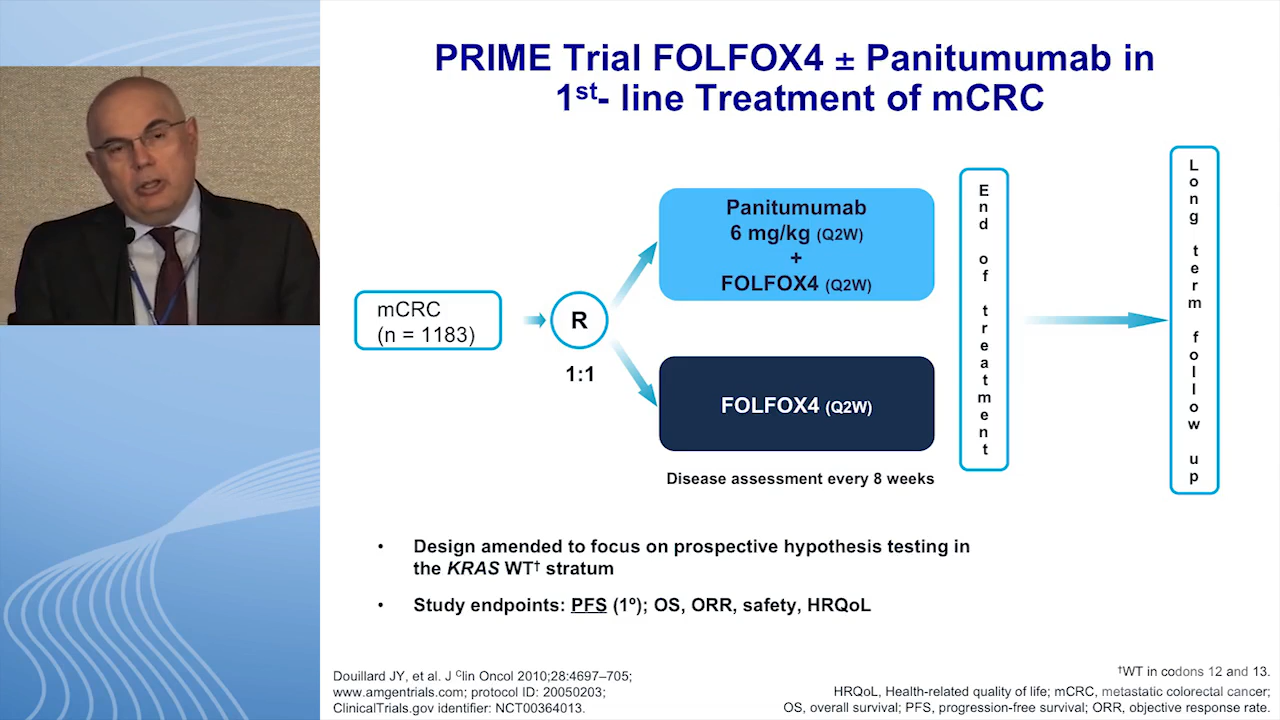 PRIME Trial FOLFOX4 ± Panitumumab in
1st- line Treatment of mCRC
mCRC
(n = 1183)
R
1:1
Panitumumab
6 mg/kg (Q2W)
+
FOLFOX4 (Q2W)
FOLFOX4 (Q2W)
Disease assessment every 8 weeks
End of treatment
Long term follow up
• Design amended to focus on prospective hypothesis testing in
the KRAS WT† stratum
• Study endpoints: PFS (1º); OS, ORR, safety, HRQoL
Douillard JY, et al. J Clin Oncol 2010;28:4697–705;
www.amgentrials.com; protocol ID: 20050203;
ClinicalTrials.gov identifier: NCT00364013.
†WT in codons 12 and 13.
HRQoL, Health-related quality of life; mCRC, metastatic colorectal cancer;
OS, overall survival; PFS, progression-free survival; ORR, objective response rate.